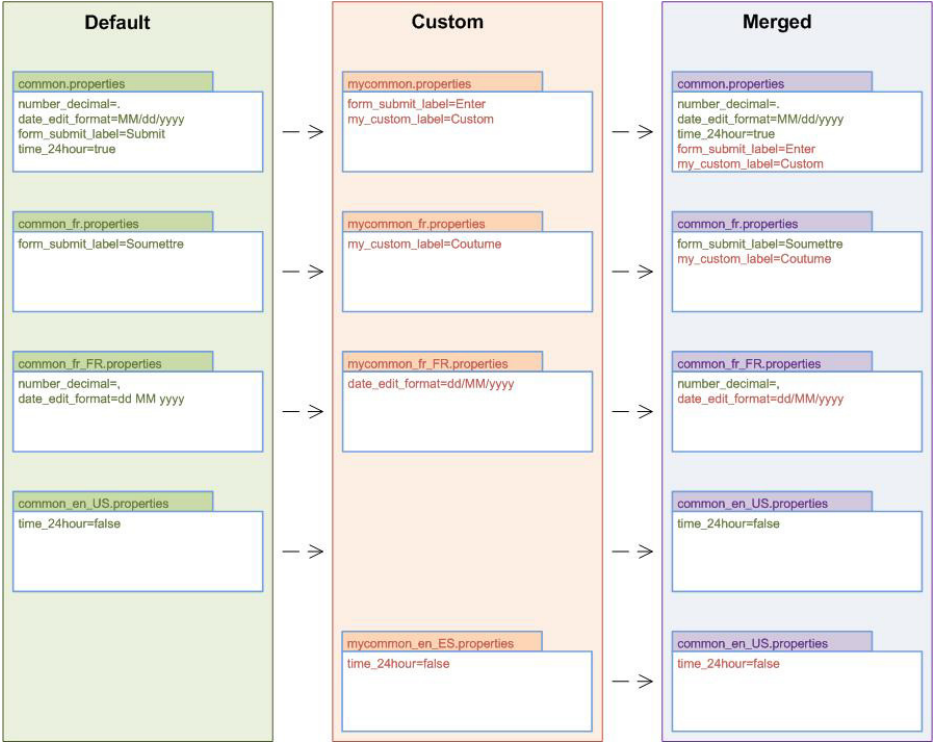 Default
Custom
Merged
common.properties
number_decimal=.
date_edit_format=MM/dd/yyyy
form_submit_label=Submit
time_24hour=true
mycommon.properties
form_submit_label=Enter
my_custom_label=Custom
common.properties
number_decimal=.
date_edit_format=MM/dd/yyyy
time_24hour=true
form_submit_label=Enter
my_custom_label=Custom
common_fr.properties
form_submit_label=Soumettre
mycommon_fr.properties
my_custom_label=Coutume
common_fr.properties
form_submit_label=Soumettre
my_custom_label=Coutume
common_fr_FR.properties
number_decimal=,
date_edit_format=dd MM yyyy
mycommon_fr_FR.properties
date_edit_format=dd/MM/yyyy
common_fr_FR.properties
number_decimal=,
date_edit_format=dd/MM/yyyy
common_en_US.properties
time_24hour=false
common_en_US.properties
time_24hour=false
mycommon_en_ES.properties
time_24hour=false
common_en_US.properties
time_24hour=false